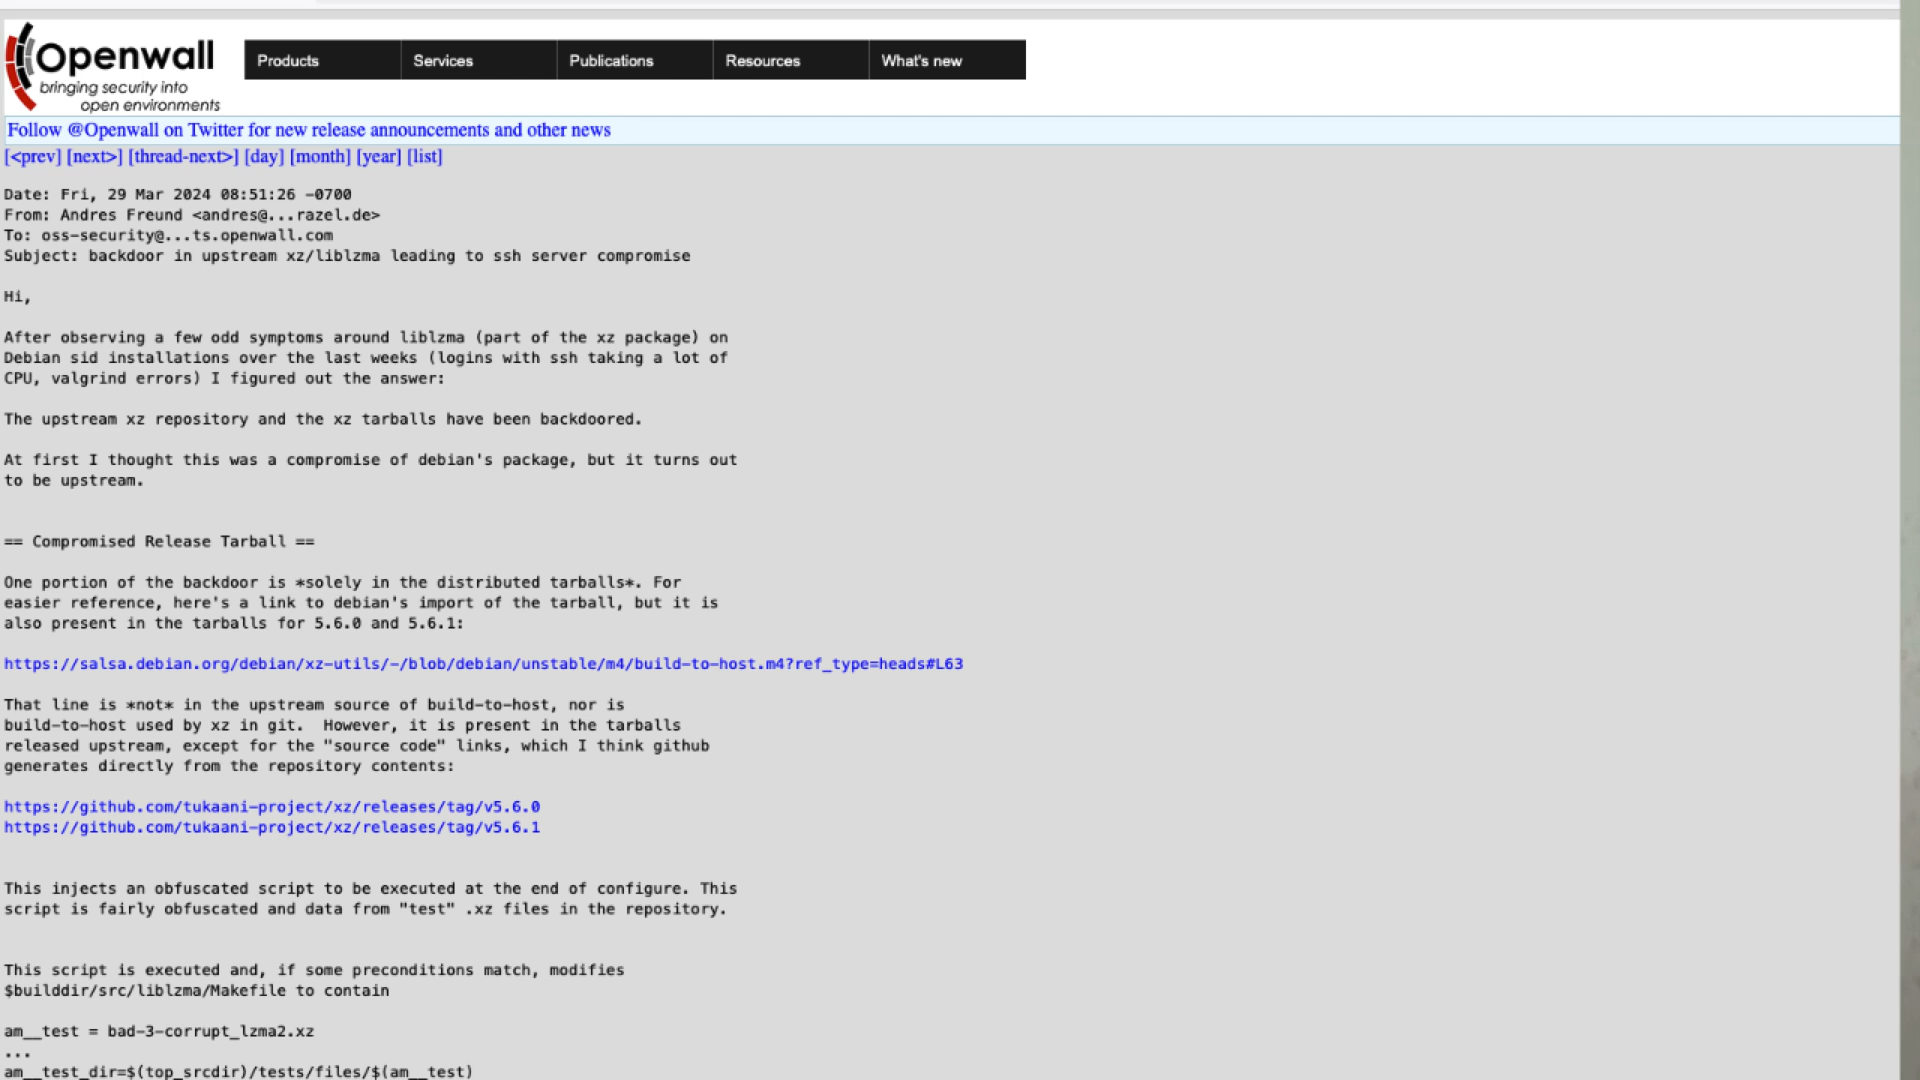 Openwall
bringing security into
open environments
Products Services Publications Resources What's new
Follow @Openwall on Twitter for new release announcements and other news
[<prev] [next>] [thread-next>] [day] [month] [year] [list]
Date: Fri, 29 Mar 2024 08:51:26 -0700
From: Andres Freund <andres@...razel.de>
To: oss-security@...ts.openwall.com
Subject: backdoor in upstream xz/liblzma leading to ssh server compromise
Hi,
After observing a few odd symptoms around liblzma (part of the xz package) on
Debian sid installations over the last weeks (logins with ssh taking a lot of
CPU, valgrind errors) I figured out the answer:
The upstream xz repository and the xz tarballs have been backdoored.
At first I thought this was a compromise of debian's package, but it turns out
to be upstream.
== Compromised Release Tarball ==
One portion of the backdoor is *solely in the distributed tarballs*. For
easier reference, here's a link to debian's import of the tarball, but it is
also present in the tarballs for 5.6.0 and 5.6.1:
https://salsa.debian.org/debian/xz-utils/-/blob/debian/unstable/m4/build-to-host.m4?ref_type=heads#L63
That line is *not* in the upstream source of build-to-host, nor is
build-to-host used by xz in git.  However, it is present in the tarballs
released upstream, except for the "source code" links, which I think github
generates directly from the repository contents:
https://github.com/tukaani-project/xz/releases/tag/v5.6.0
https://github.com/tukaani-project/xz/releases/tag/v5.6.1
This injects an obfuscated script to be executed at the end of configure. This
script is fairly obfuscated and data from "test" .xz files in the repository.
This script is executed and, if some preconditions match, modifies
$builddir/src/liblzma/Makefile to contain
am__test = bad-3-corrupt_lzma2.xz
...
am__test_dir=$(top_srcdir)/tests/files/$(am__test)